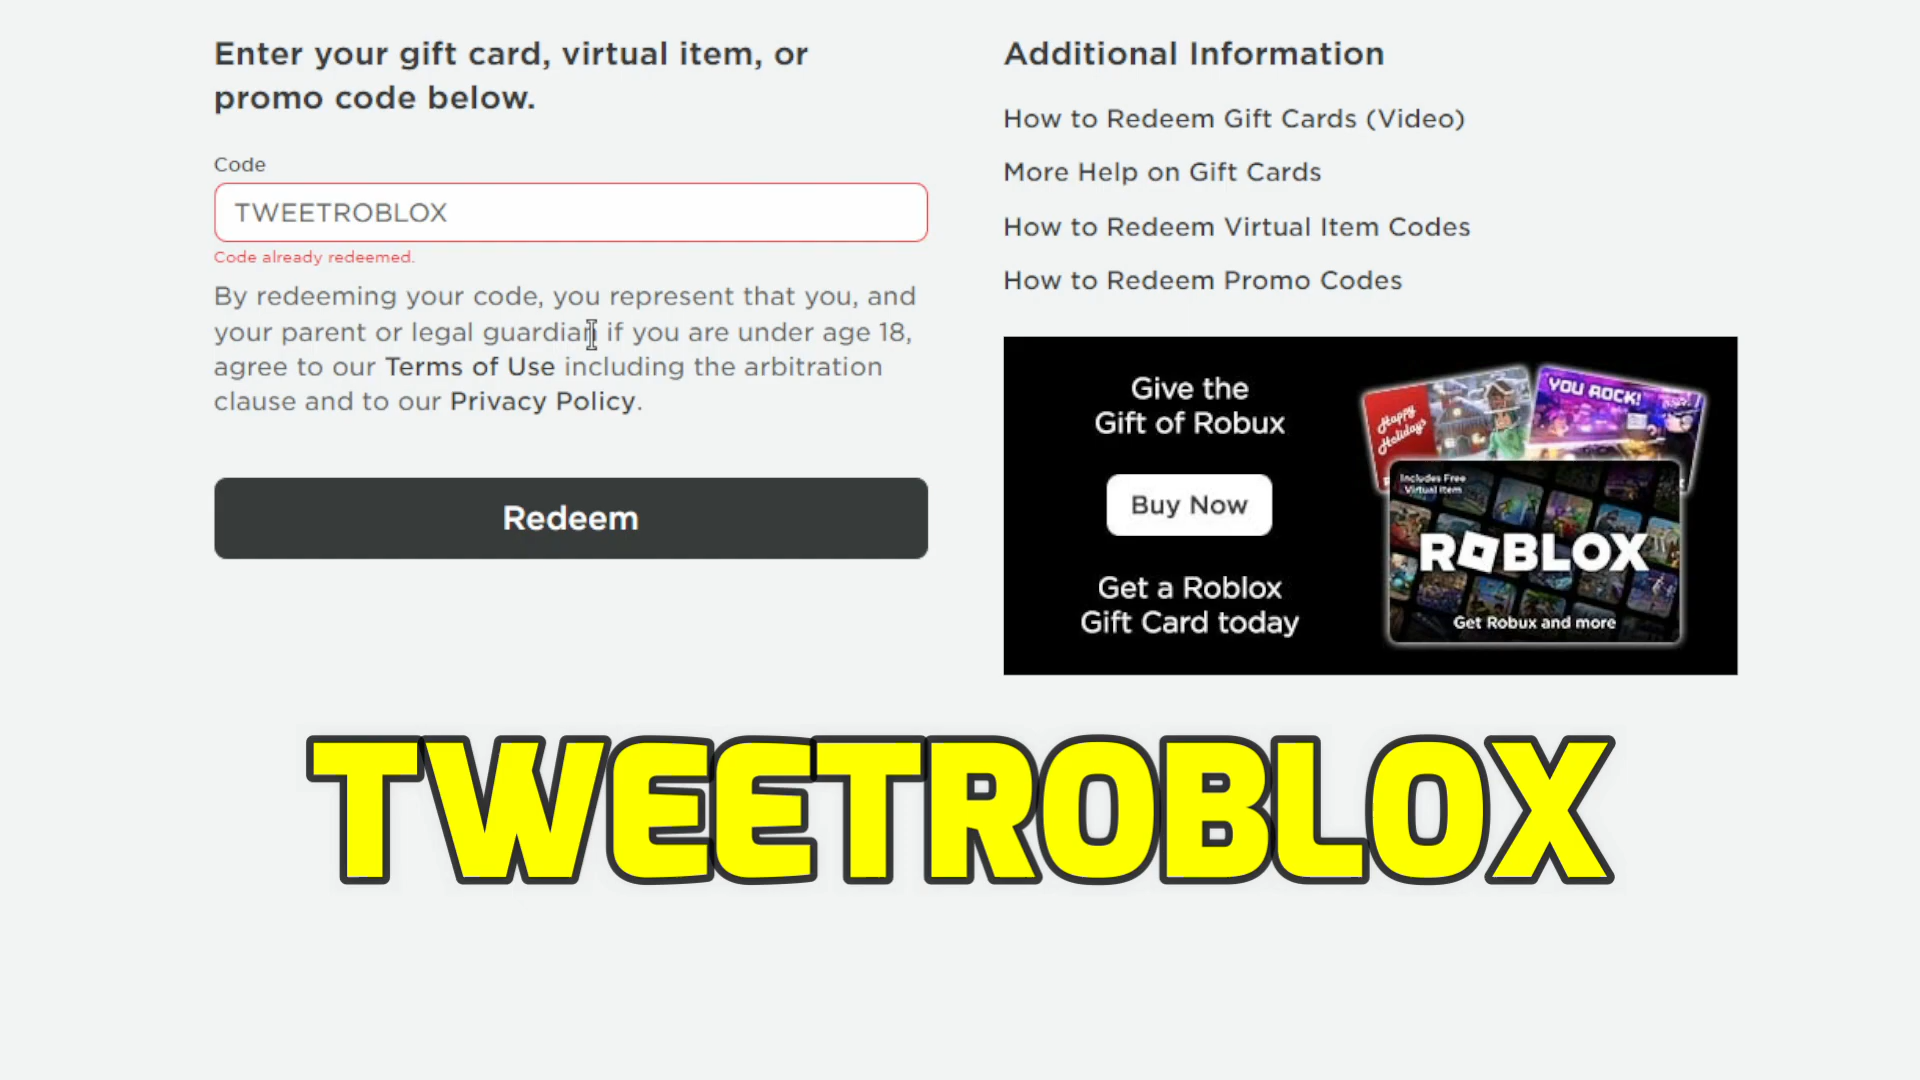 Enter your gift card, virtual item, or
promo code below.
Code
TWEETROBLOX
Code already redeemed.
By redeeming your code, you represent that you, and
your parent or legal guardian if you are under age 18,
agree to our Terms of Use including the arbitration
clause and to our Privacy Policy.
Redeem
Additional Information
How to Redeem Gift Cards (Video)
More Help on Gift Cards
How to Redeem Virtual Item Codes
How to Redeem Promo Codes
Give the
Gift of Robux
Buy Now
Get a Roblox
Gift Card today
Happy
Holidays
YOU ROCK!
Includes Free
Virtual Item
ROBLOX
Get Robux and more
TWEETROBLOX